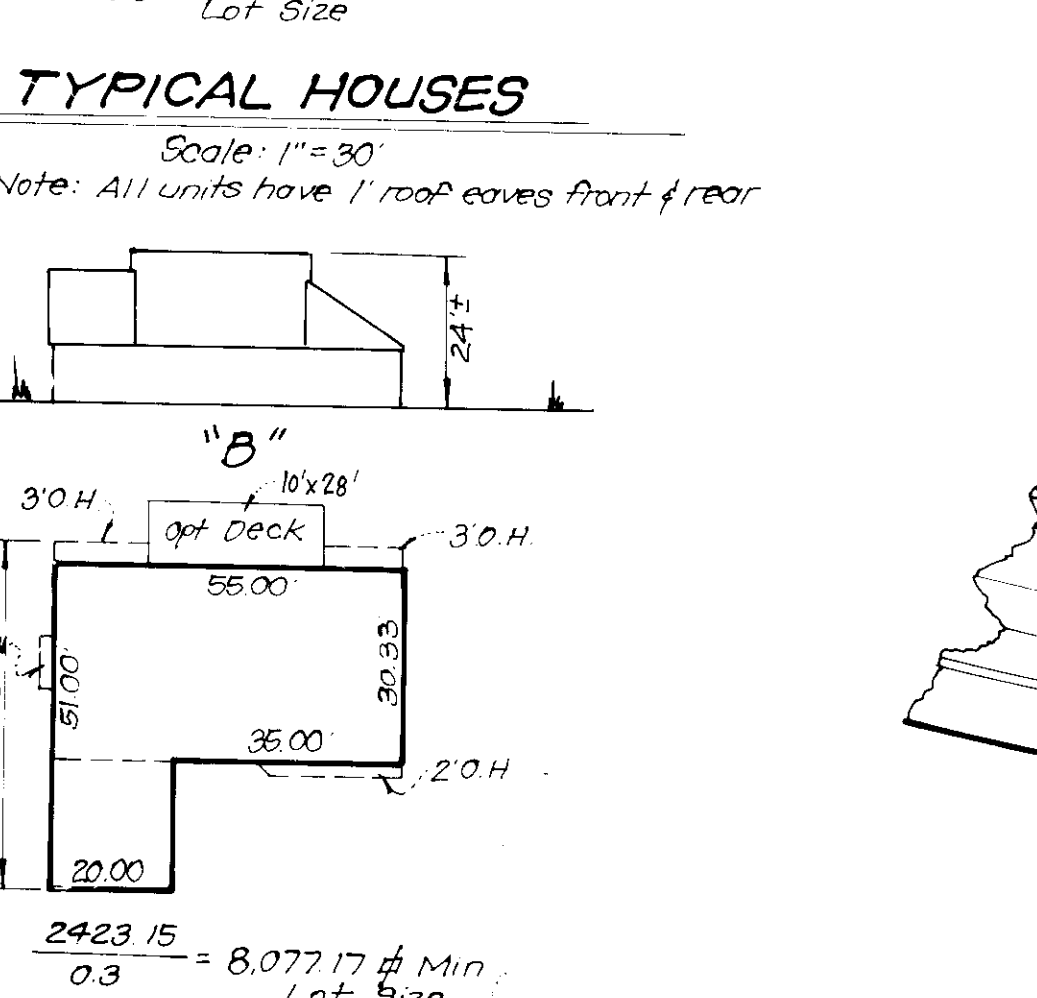 Lot Size
TYPICAL HOUSES
Scale: 1"=30'
Note: All units have 1' roof eaves front & rear
24'±
"B"
10'x28'
3'O.H.
Opt Deck
3'O.H.
55.00'
51.00'
30.33
35.00'
2'O.H
20.00
2423.15
0.3
= 8,077.17 ⏍ Min
Lot Size